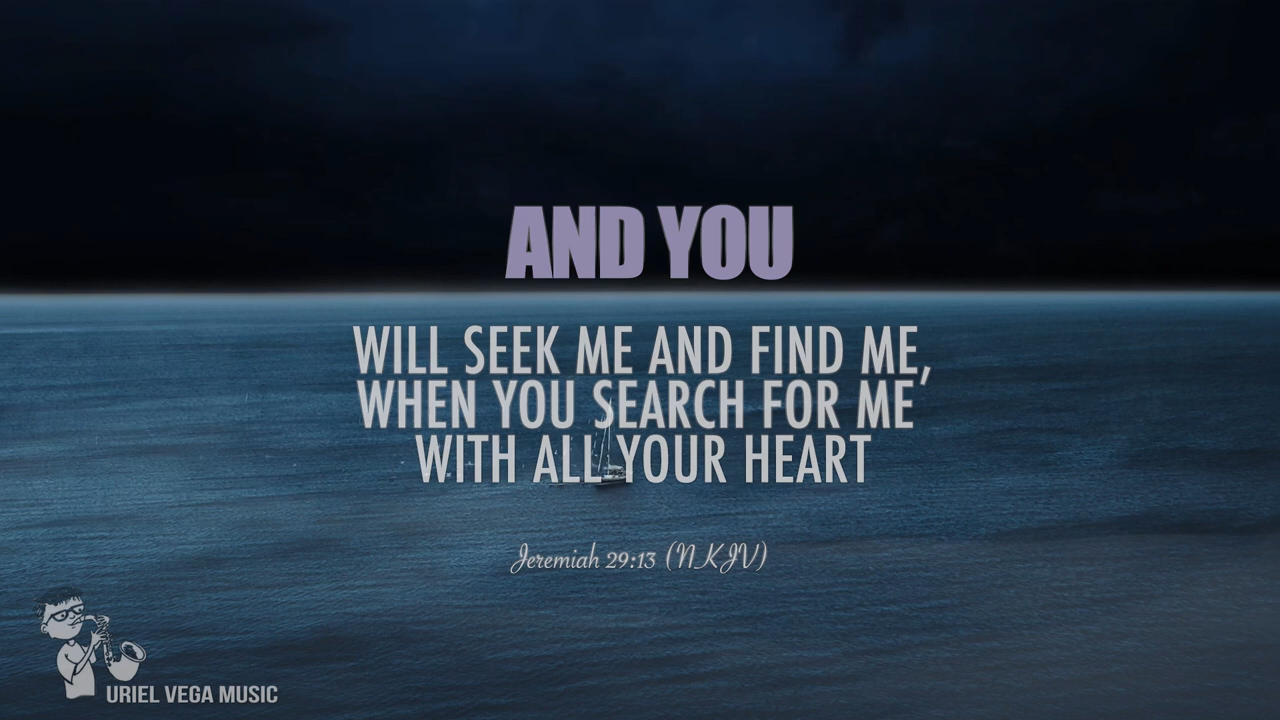 AND YOU
WILL SEEK ME AND FIND ME,
WHEN YOU SEARCH FOR ME
WITH ALL YOUR HEART
Jeremiah 29:13 (NKJV)
URIEL VEGA MUSIC